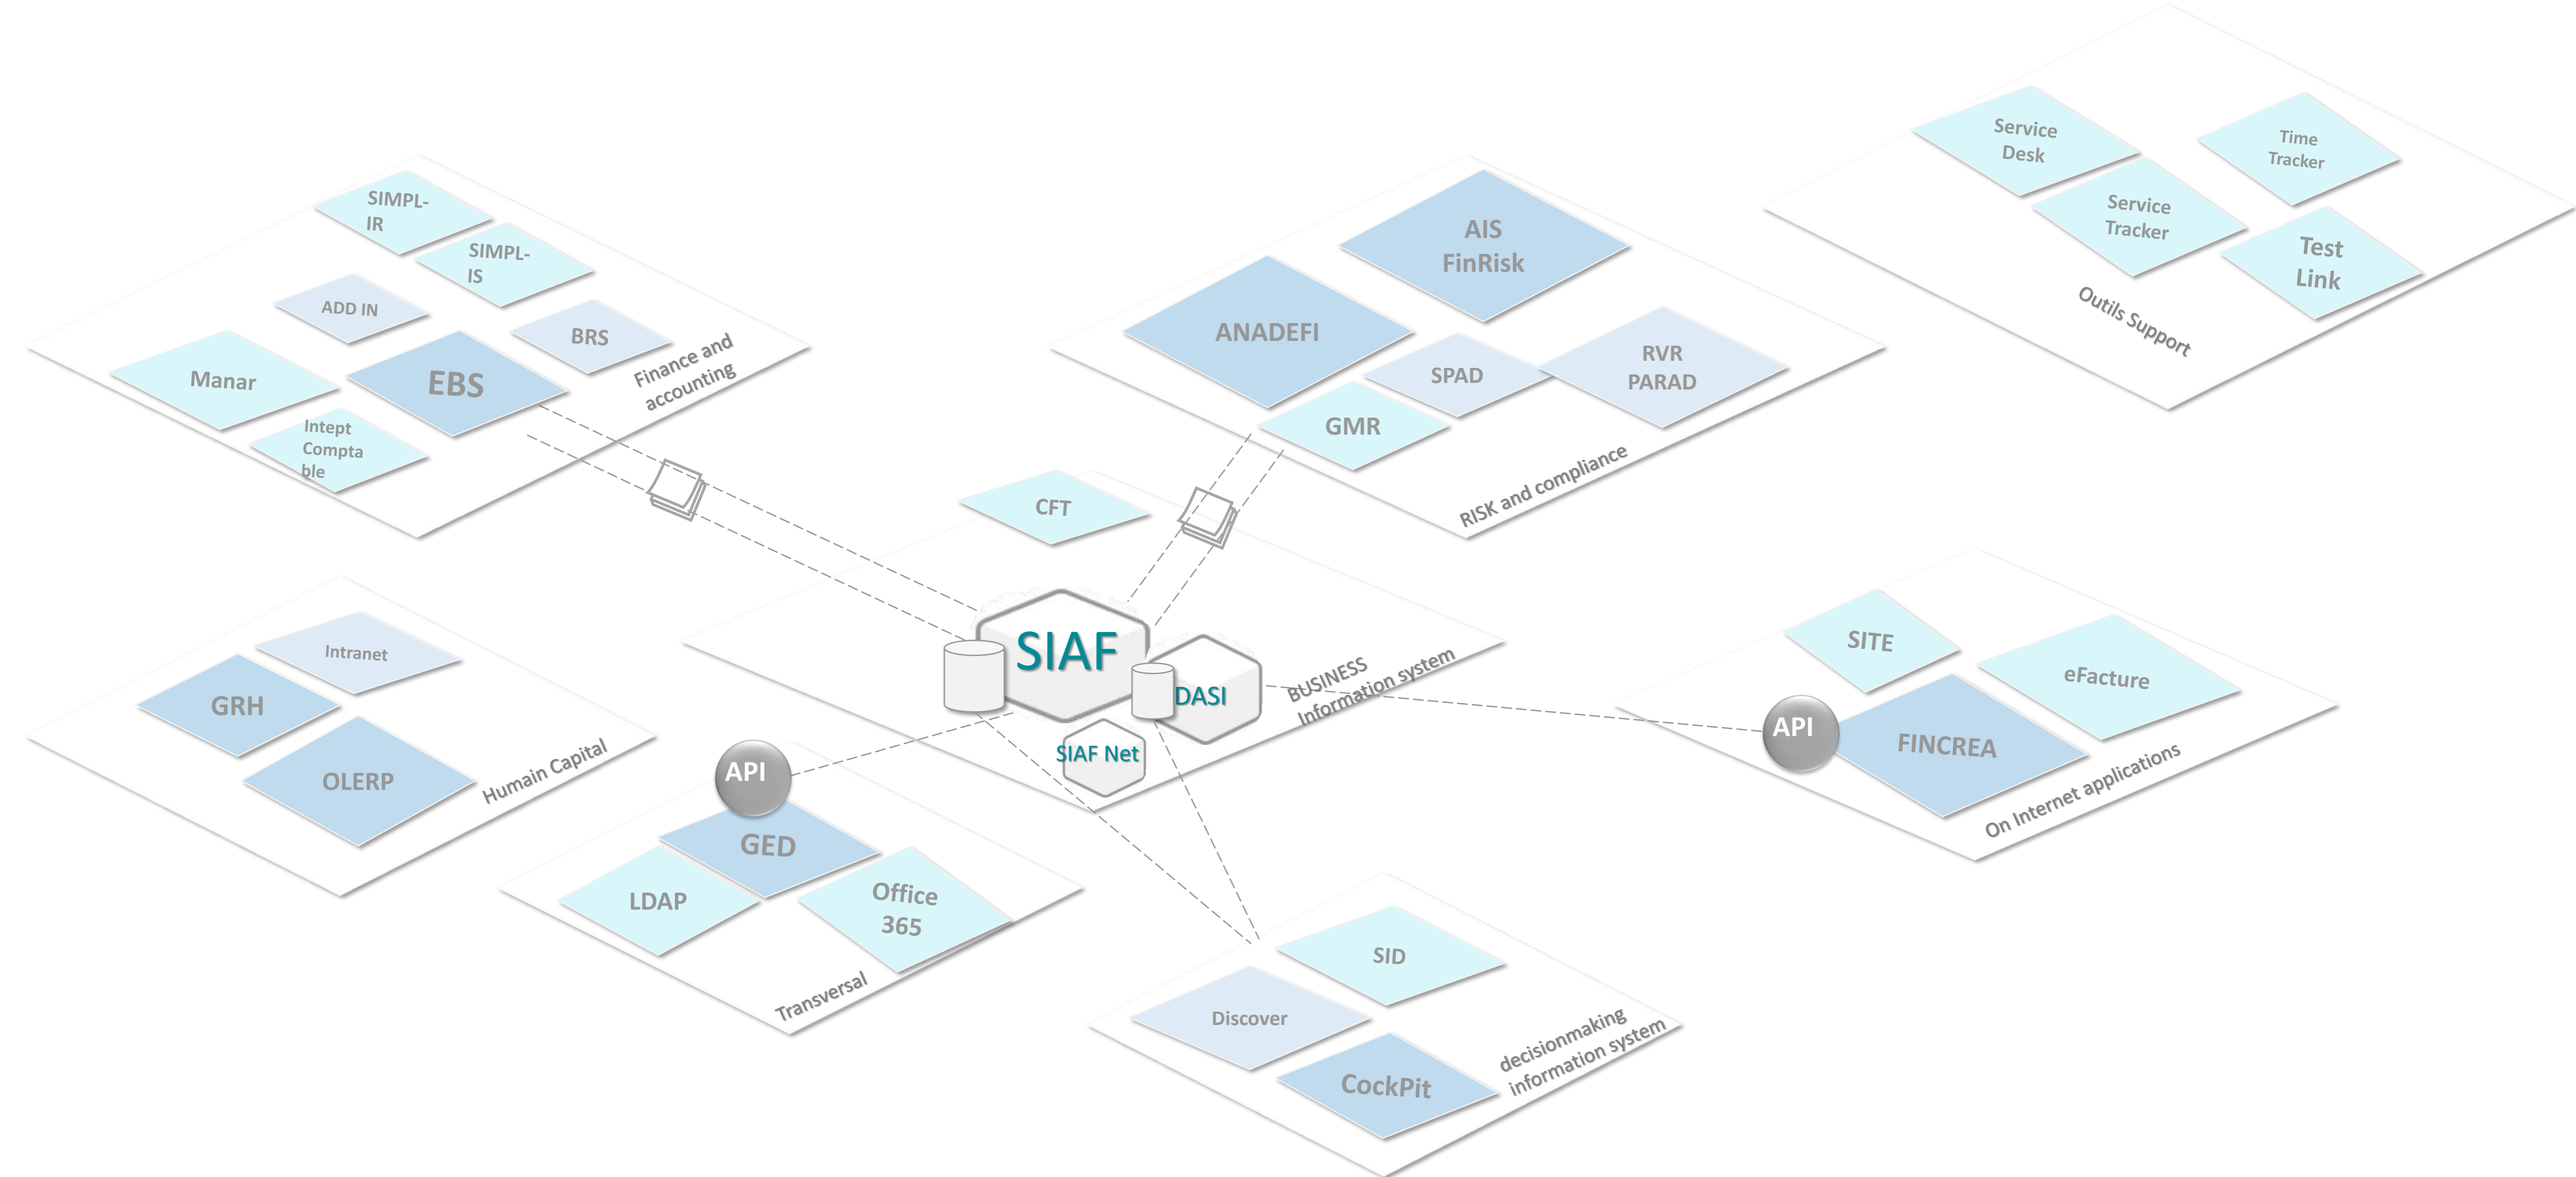 Service
Desk
Time
Tracker
Service
Tracker
Test
Link
Outils Support
SIMPL-
IR
SIMPL-
IS
ADD IN
BRS
Manar
EBS
Intept
Compta
ble
Finance and
accounting
AIS
FinRisk
ANADEFI
SPAD
RVR
PARAD
GMR
RISK and compliance
CFT
SIAF
DASI
SIAF Net
BUSINESS
Information system
Intranet
GRH
OLERP
Humain Capital
SITE
eFacture
API
FINCREA
On Internet applications
API
GED
LDAP
Office
365
Transversal
SID
Discover
CockPit
decisionmaking
information system